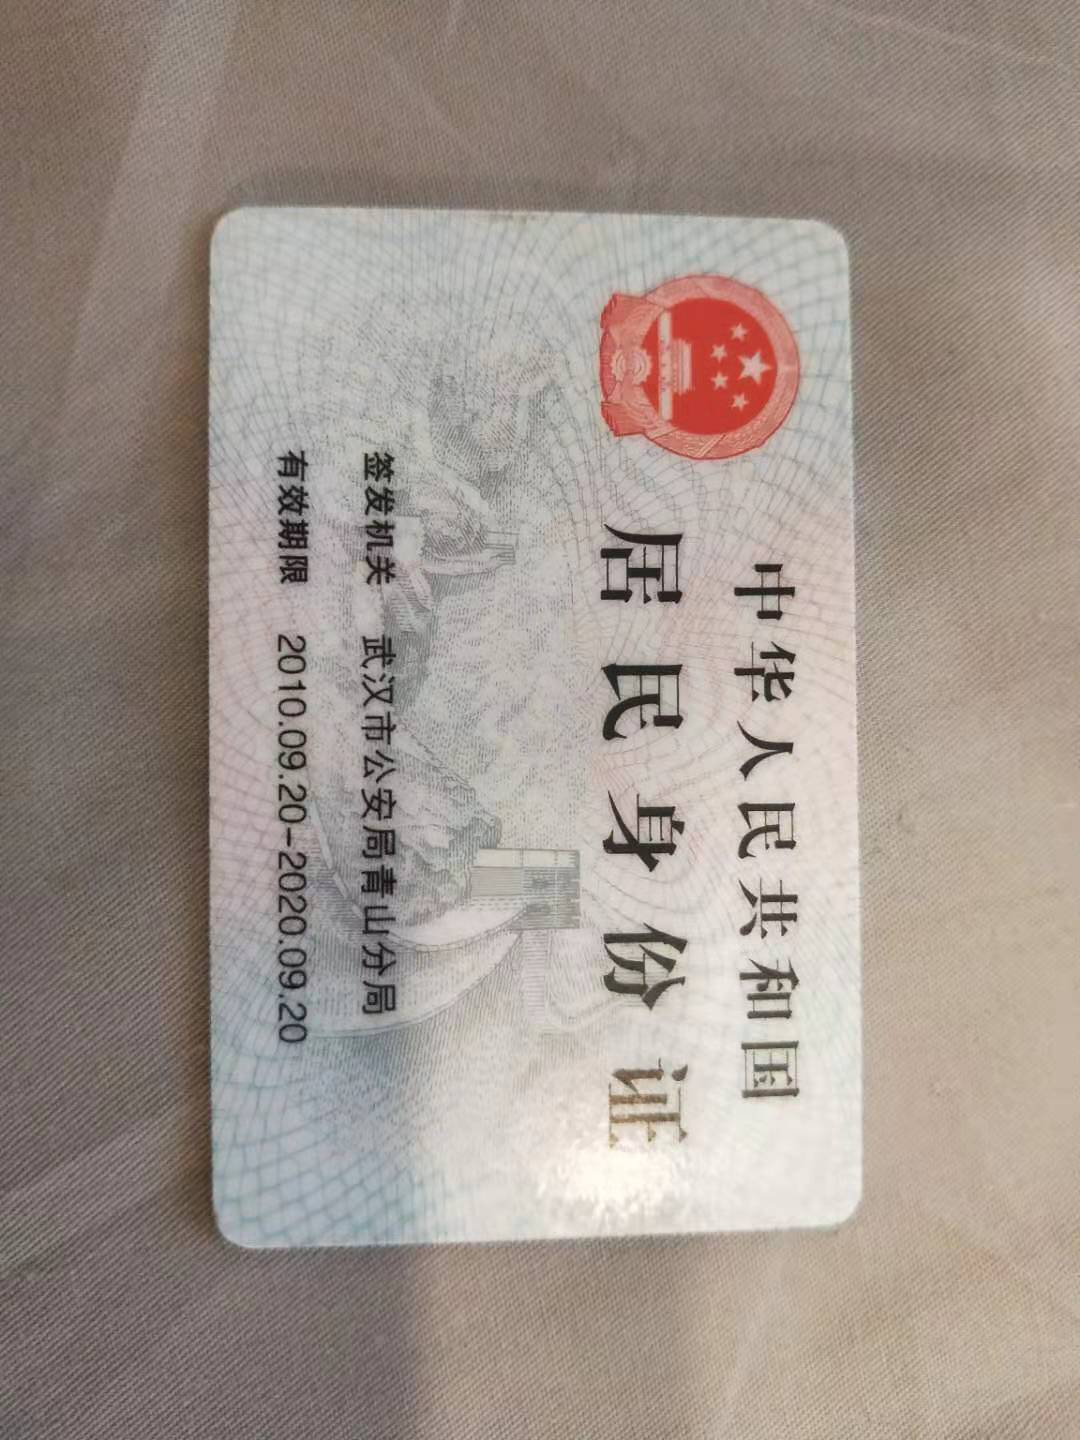 中华人民共和国
居民身份证
签发机关 武汉市公安局青山分局
有效期限 2010.09.20-2020.09.20